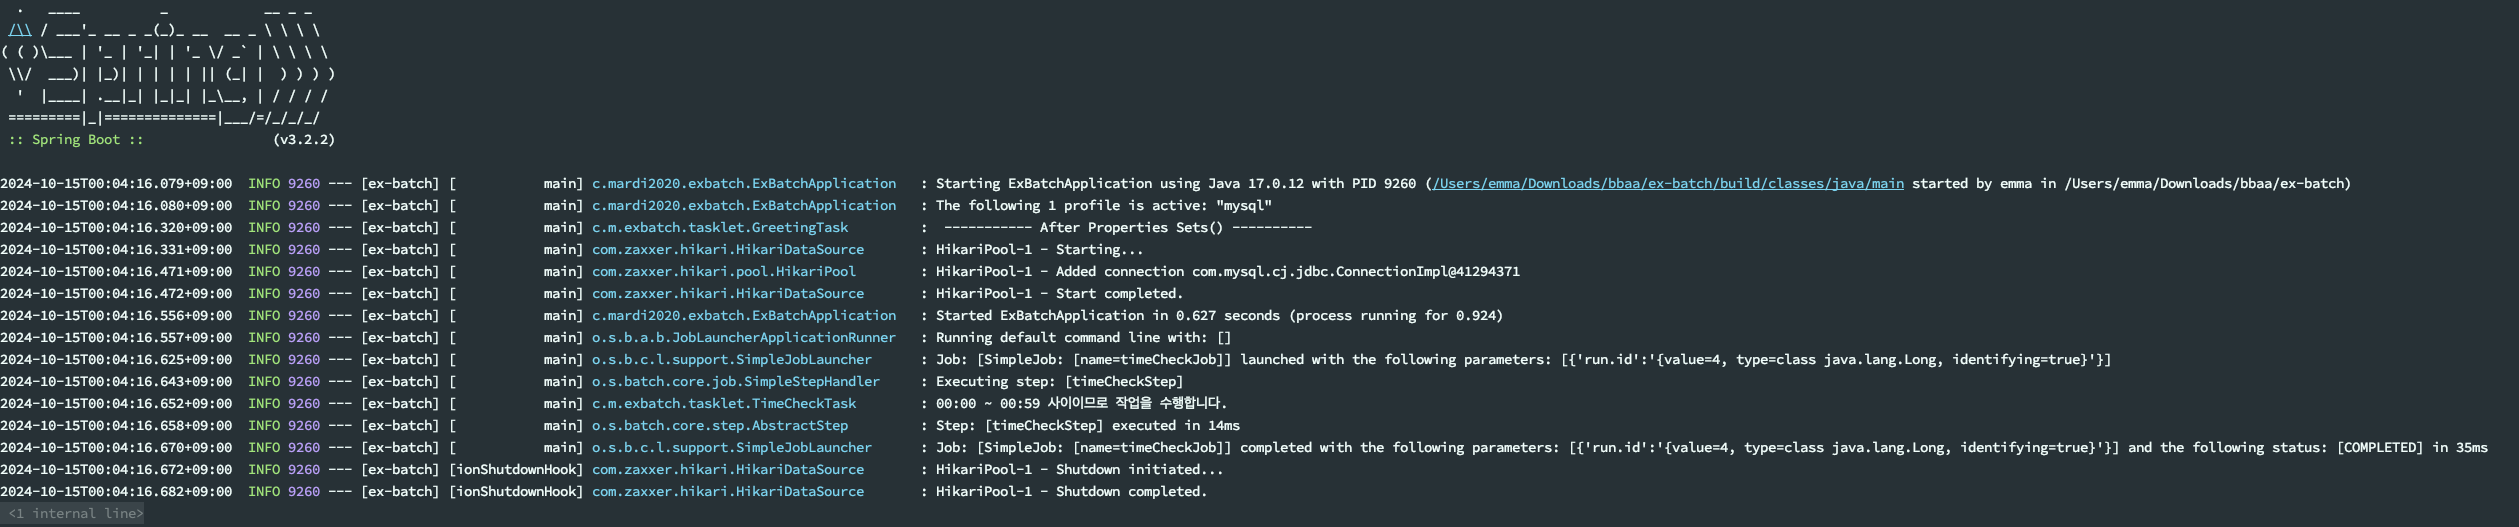 .   ____          _            __ _ _
 /\\ / ___'_ __ _ _(_)_ __  __ _ \ \ \ \
( ( )\___ | '_ | '_| | '_ \/ _` | \ \ \ \
 \\/  ___)| |_)| | | | | || (_| |  ) ) ) )
  '  |____| .__|_| |_|_| |_\__, | / / / /
 =========|_|==============|___/=/_/_/_/
 :: Spring Boot ::                (v3.2.2)
2024-10-15T00:04:16.079+09:00  INFO 9260 --- [ex-batch] [           main] c.mardi2020.exbatch.ExBatchApplication   : Starting ExBatchApplication using Java 17.0.12 with PID 9260 (/Users/emma/Downloads/bbaa/ex-batch/build/classes/java/main started by emma in /Users/emma/Downloads/bbaa/ex-batch)
2024-10-15T00:04:16.080+09:00  INFO 9260 --- [ex-batch] [           main] c.mardi2020.exbatch.ExBatchApplication   : The following 1 profile is active: "mysql"
2024-10-15T00:04:16.320+09:00  INFO 9260 --- [ex-batch] [           main] c.m.exbatch.tasklet.GreetingTask         :  ----------- After Properties Sets() ----------
2024-10-15T00:04:16.331+09:00  INFO 9260 --- [ex-batch] [           main] com.zaxxer.hikari.HikariDataSource       : HikariPool-1 - Starting...
2024-10-15T00:04:16.471+09:00  INFO 9260 --- [ex-batch] [           main] com.zaxxer.hikari.pool.HikariPool        : HikariPool-1 - Added connection com.mysql.cj.jdbc.ConnectionImpl@41294371
2024-10-15T00:04:16.472+09:00  INFO 9260 --- [ex-batch] [           main] com.zaxxer.hikari.HikariDataSource       : HikariPool-1 - Start completed.
2024-10-15T00:04:16.556+09:00  INFO 9260 --- [ex-batch] [           main] c.mardi2020.exbatch.ExBatchApplication   : Started ExBatchApplication in 0.627 seconds (process running for 0.924)
2024-10-15T00:04:16.557+09:00  INFO 9260 --- [ex-batch] [           main] o.s.b.a.b.JobLauncherApplicationRunner   : Running default command line with: []
2024-10-15T00:04:16.625+09:00  INFO 9260 --- [ex-batch] [           main] o.s.b.c.l.support.SimpleJobLauncher      : Job: [SimpleJob: [name=timeCheckJob]] launched with the following parameters: [{'run.id':'{value=4, type=class java.lang.Long, identifying=true}'}]
2024-10-15T00:04:16.643+09:00  INFO 9260 --- [ex-batch] [           main] o.s.batch.core.job.SimpleStepHandler     : Executing step: [timeCheckStep]
2024-10-15T00:04:16.652+09:00  INFO 9260 --- [ex-batch] [           main] c.m.exbatch.tasklet.TimeCheckTask        : 00:00 ~ 00:59 사이이므로 작업을 수행합니다.
2024-10-15T00:04:16.658+09:00  INFO 9260 --- [ex-batch] [           main] o.s.batch.core.step.AbstractStep         : Step: [timeCheckStep] executed in 14ms
2024-10-15T00:04:16.670+09:00  INFO 9260 --- [ex-batch] [           main] o.s.b.c.l.support.SimpleJobLauncher      : Job: [SimpleJob: [name=timeCheckJob]] completed with the following parameters: [{'run.id':'{value=4, type=class java.lang.Long, identifying=true}'}] and the following status: [COMPLETED] in 35ms
2024-10-15T00:04:16.672+09:00  INFO 9260 --- [ex-batch] [ionShutdownHook] com.zaxxer.hikari.HikariDataSource       : HikariPool-1 - Shutdown initiated...
2024-10-15T00:04:16.682+09:00  INFO 9260 --- [ex-batch] [ionShutdownHook] com.zaxxer.hikari.HikariDataSource       : HikariPool-1 - Shutdown completed.
 <1 internal line>